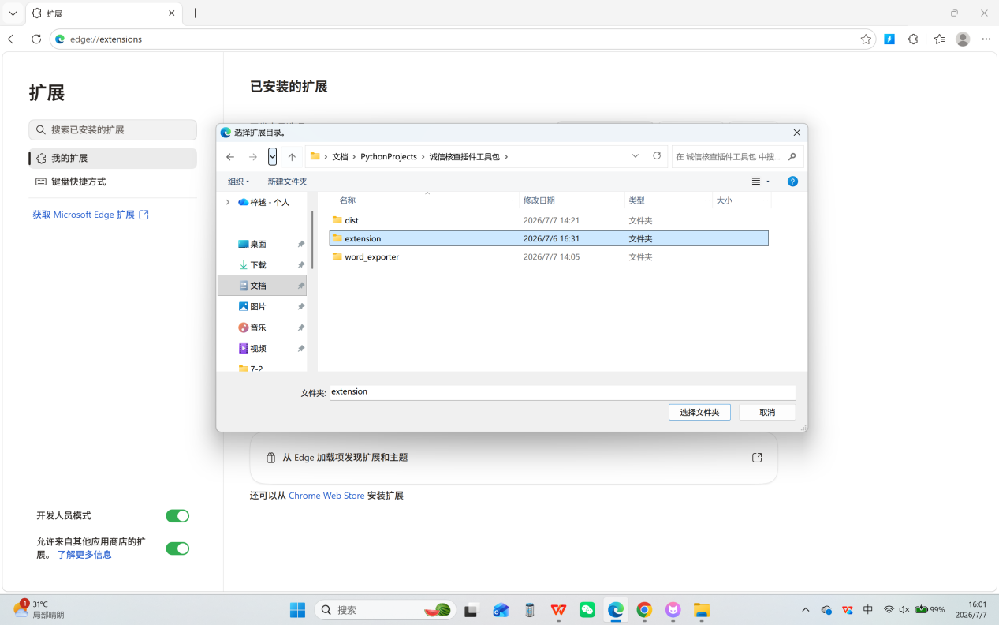 扩展
edge://extensions
扩展
搜索已安装的扩展
我的扩展
键盘快捷方式
获取 Microsoft Edge 扩展
开发人员模式
允许来自其他应用商店的扩
展。 了解更多信息
已安装的扩展
选择扩展目录。
文档 › PythonProjects › 诚信核查插件工具包 ›
在 诚信核查插件工具包 中搜...
组织
新建文件夹
梓越 - 个人
桌面
下载
文档
图片
音乐
视频
7-2
名称 修改日期 类型 大小
dist 2026/7/7 14:21 文件夹
extension 2026/7/6 16:31 文件夹
word_exporter 2026/7/7 14:05 文件夹
文件夹: extension
选择文件夹 取消
从 Edge 加载项发现扩展和主题
还可以从 Chrome Web Store 安装扩展
1
31°C
局部晴朗
搜索
中
99%
16:01
2026/7/7